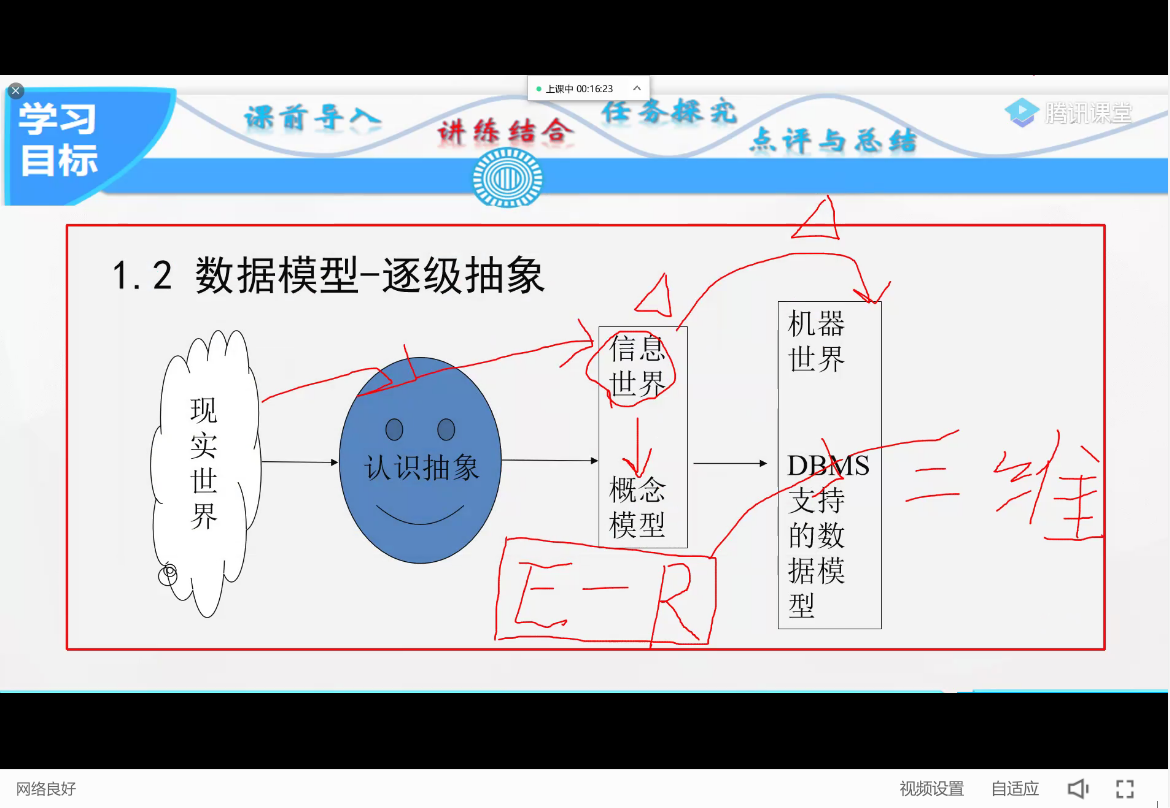 上课中 00:16:23
学习
目标
课前导入
讲练结合
任务探究
点评与总结
腾讯课堂
1.2 数据模型-逐级抽象
现
实
世
界
认识抽象
信息
世界
概念
模型
机器
世界
DBMS
支持
的数
据模
型
E-R
二维
网络良好
视频设置
自适应